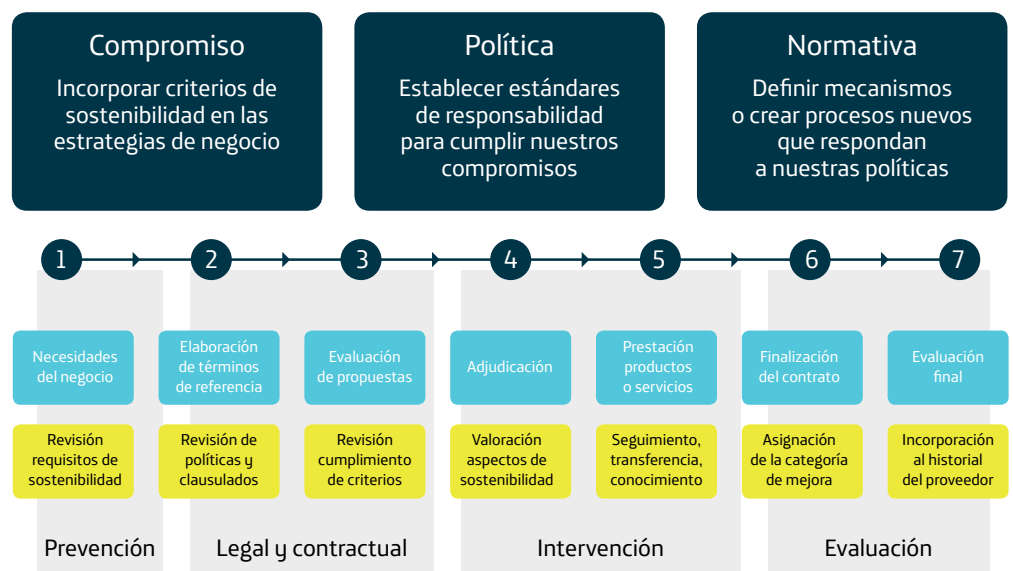 Compromiso
Incorporar criterios de
sostenibilidad en las
estrategias de negocio
Política
Establecer estándares
de responsabilidad
para cumplir nuestros
compromisos
Normativa
Definir mecanismos
o crear procesos nuevos
que respondan
a nuestras políticas
1
2
3
4
5
6
7
Necesidades
del negocio
Elaboración
de términos
de referencia
Evaluación
de propuestas
Adjudicación
Prestación
productos
o servicios
Finalización
del contrato
Evaluación
final
Revisión
requisitos de
sostenibilidad
Revisión de
políticas y
clausulados
Revisión
cumplimiento
de criterios
Valoración
aspectos de
sostenibilidad
Seguimiento,
transferencia,
conocimiento
Asignación
de la categoría
de mejora
Incorporación
al historial
del proveedor
Prevención
Legal y contractual
Intervención
Evaluación